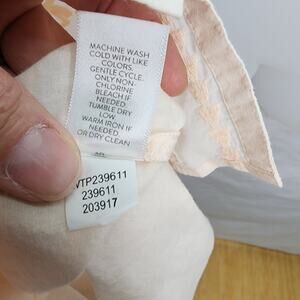 MACHINE WASH
COLD WITH LIKE
COLORS,
GENTLE CYCLE.
ONLY NON-
CHLORINE
BLEACH IF
NEEDED.
TUMBLE DRY
LOW.
WARM IRON IF
NEEDED
OR DRY CLEAN
VTP239611
239611
203917